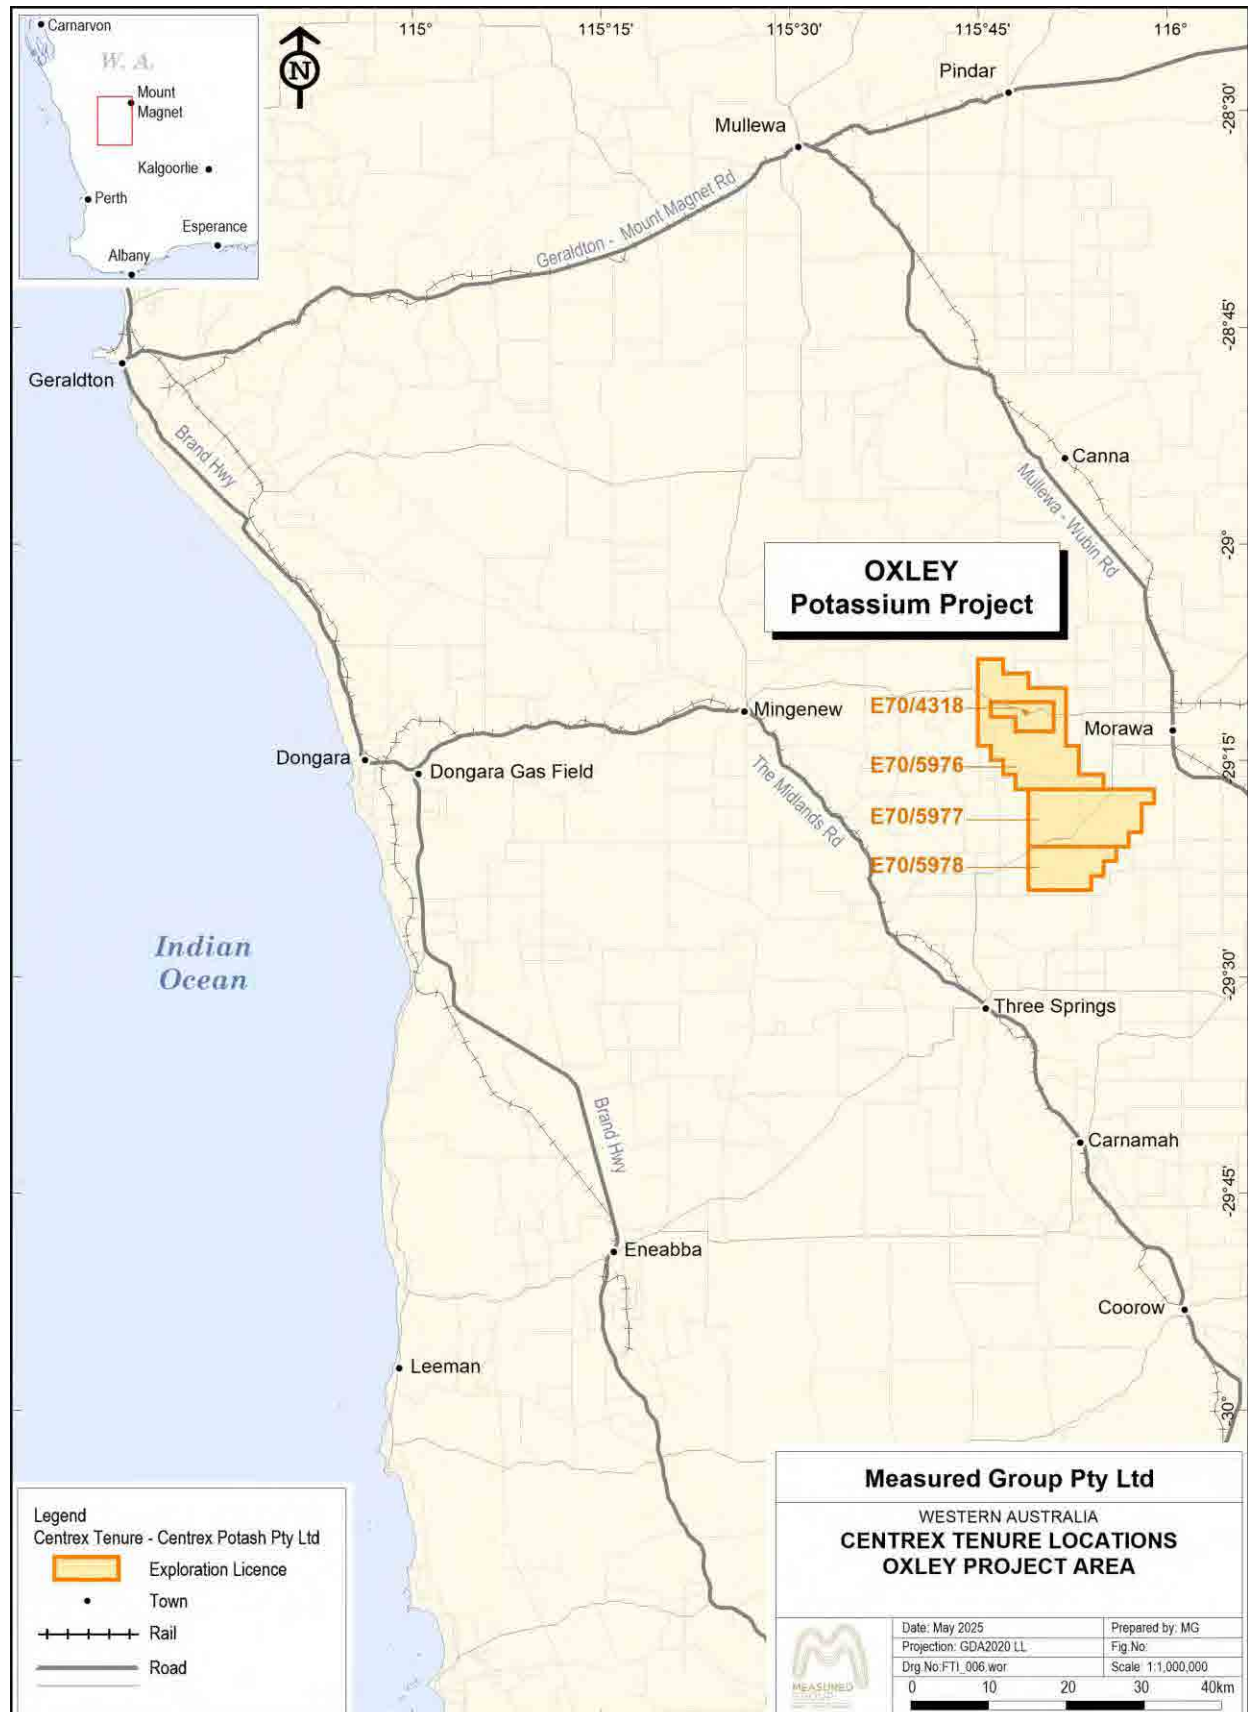 Carnarvon
W. A.
Mount
Magnet
Kalgoorlie
Perth
Esperance
Albany
N
115°
115°15'
115°30'
115°45'
116°
Pindar
-28°30'
Mullewa
Geraldton - Mount Magnet Rd
-28°45'
Geraldton
Brand Hwy
Canna
Mullewa - Wubin Rd
-29°
OXLEY
Potassium Project
E70/4318
Mingenew
Morawa
Dongara
Dongara Gas Field
-29°15'
E70/5976
The Midlands Rd
E70/5977
E70/5978
Indian
Ocean
-29°30'
Three Springs
Brand Hwy
Carnamah
-29°45'
Eneabba
Coorow
Leeman
-30°
Legend
Centrex Tenure - Centrex Potash Pty Ltd
Exploration Licence
Town
Rail
Road
Measured Group Pty Ltd
WESTERN AUSTRALIA
CENTREX TENURE LOCATIONS
OXLEY PROJECT AREA
MEASURED
GROUP
Date: May 2025
Prepared by: MG
Projection: GDA2020 LL
Fig.No:
Drg.No:FTI_006.wor
Scale 1:1,000,000
0 10 20 30 40km